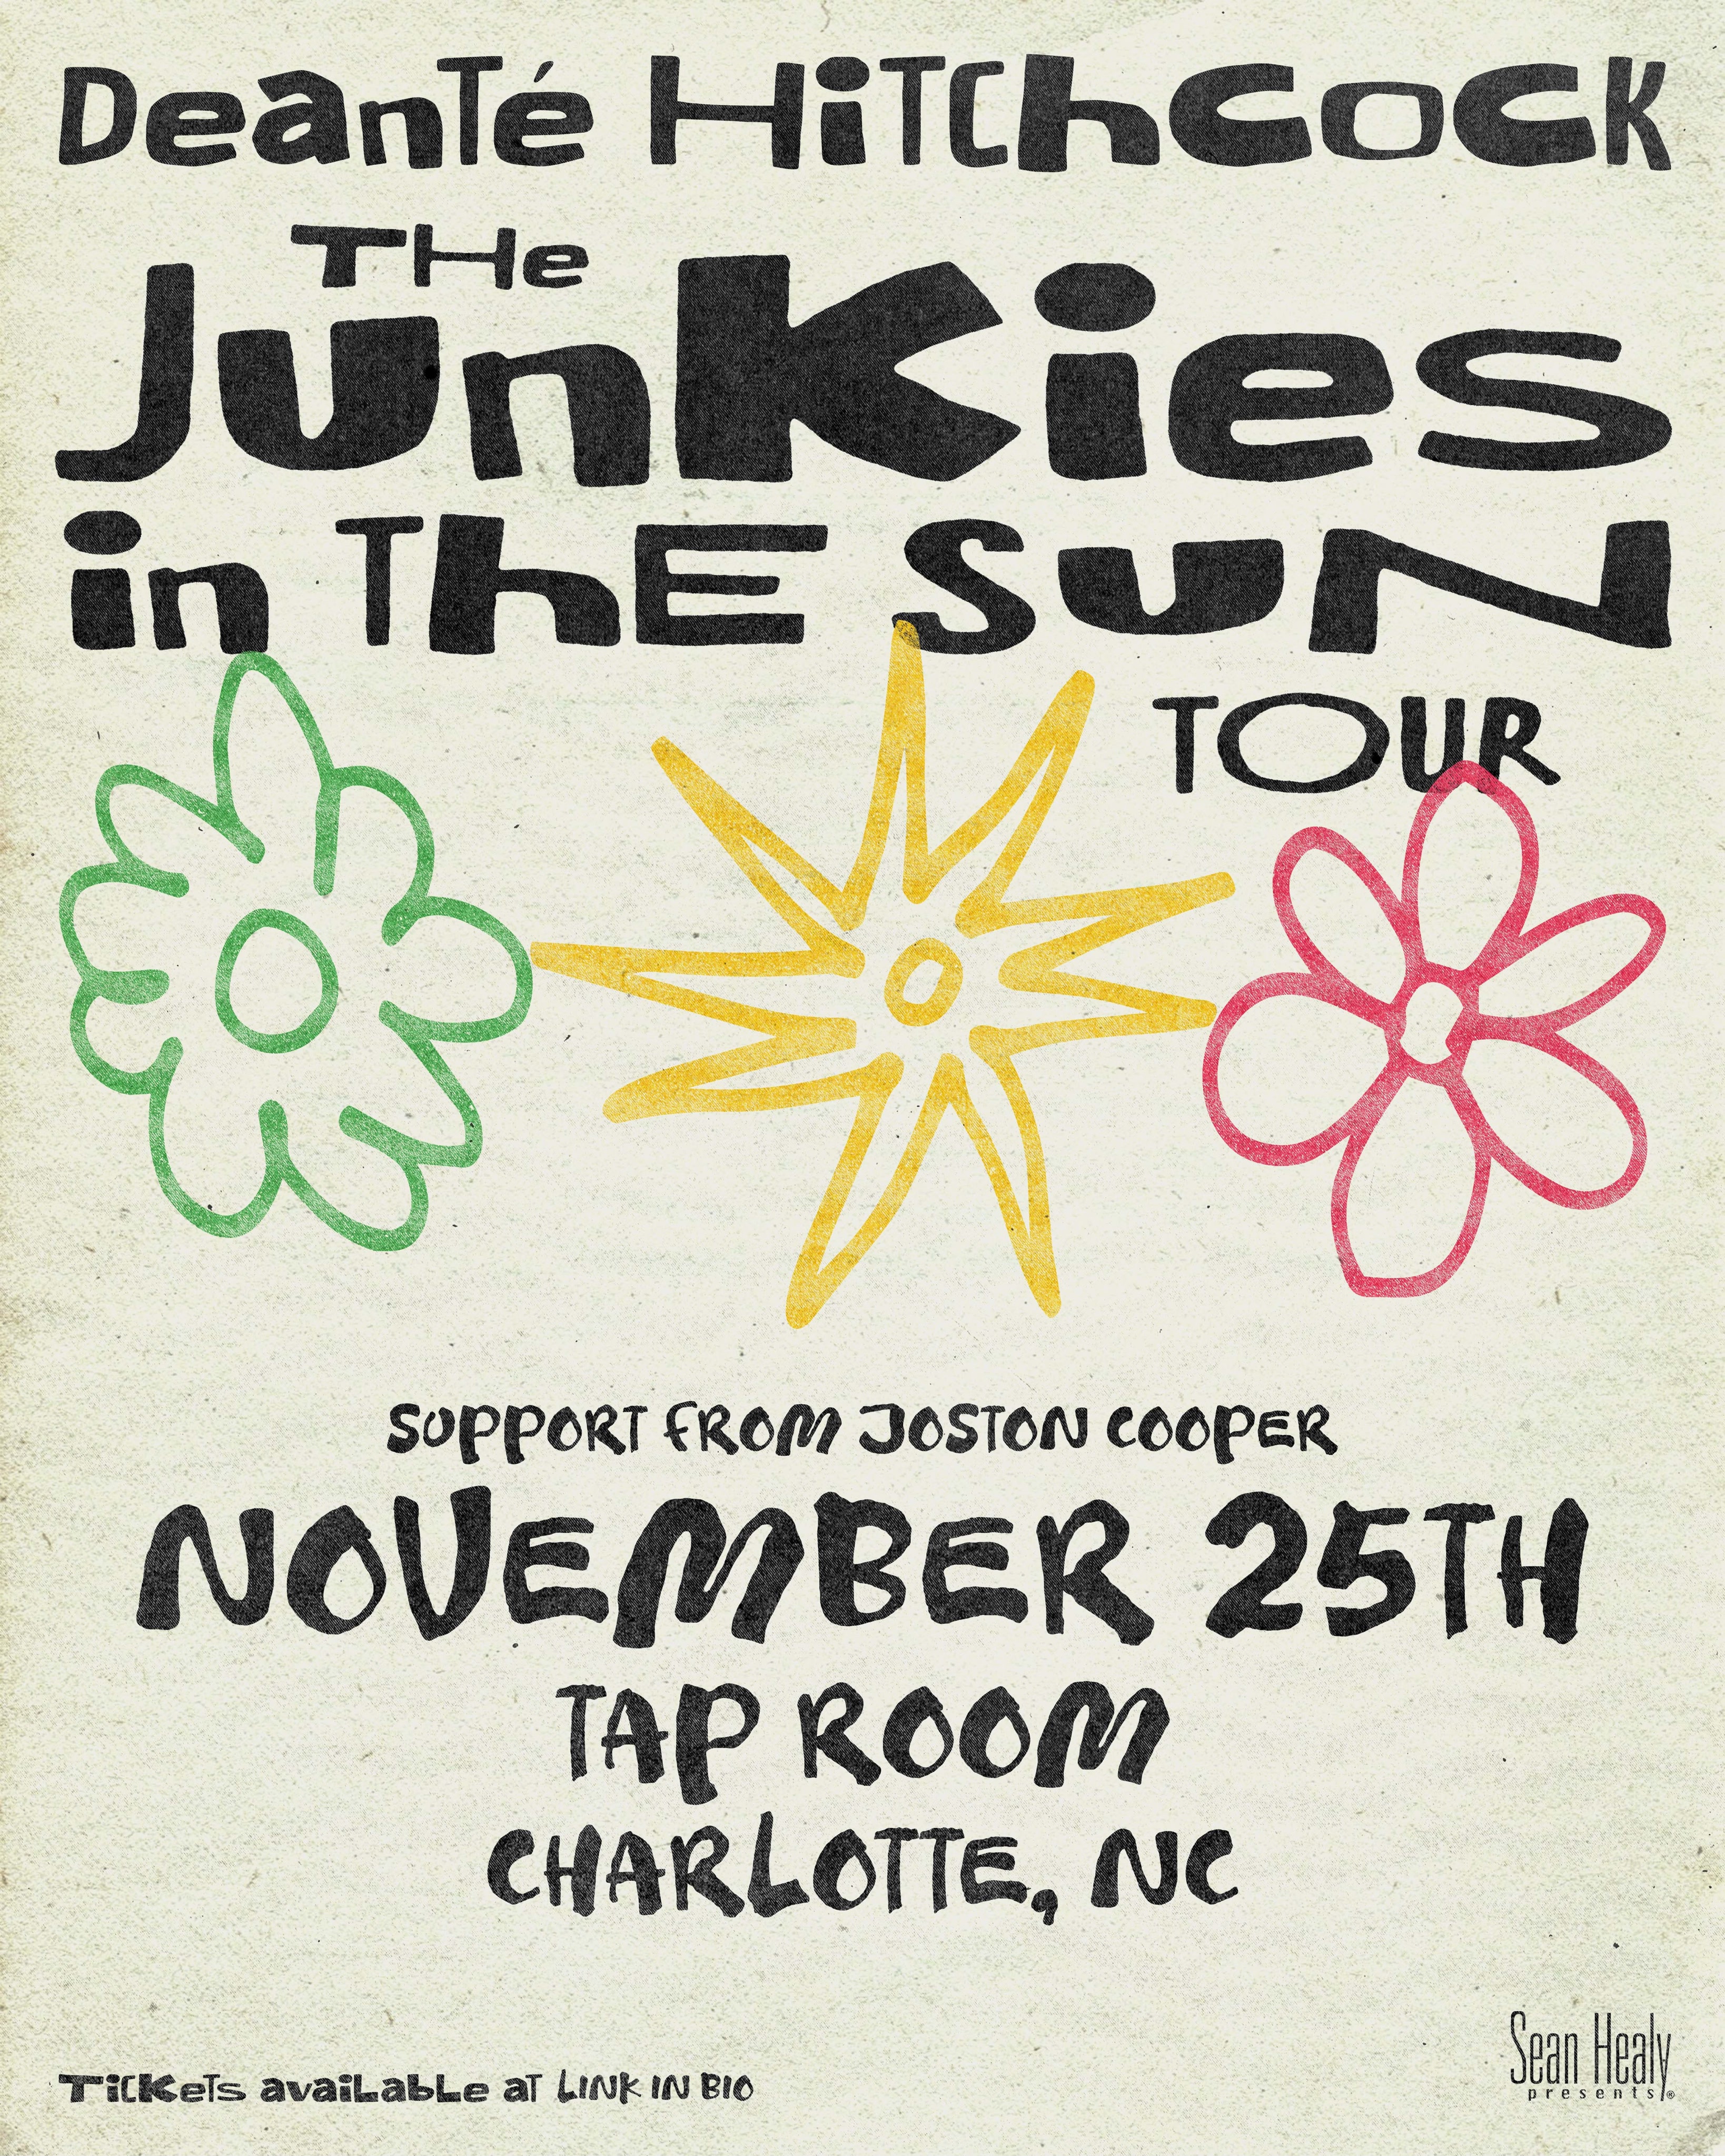 Deanté Hitchcock
The
Junkies
in The Sun
Tour
SUPPORT FROM JOSTON COOPER
NOVEMBER 25TH
TAP ROOM
CHARLOTTE, NC
Tickets available at LINK IN BIO
Sean Healy
presents®